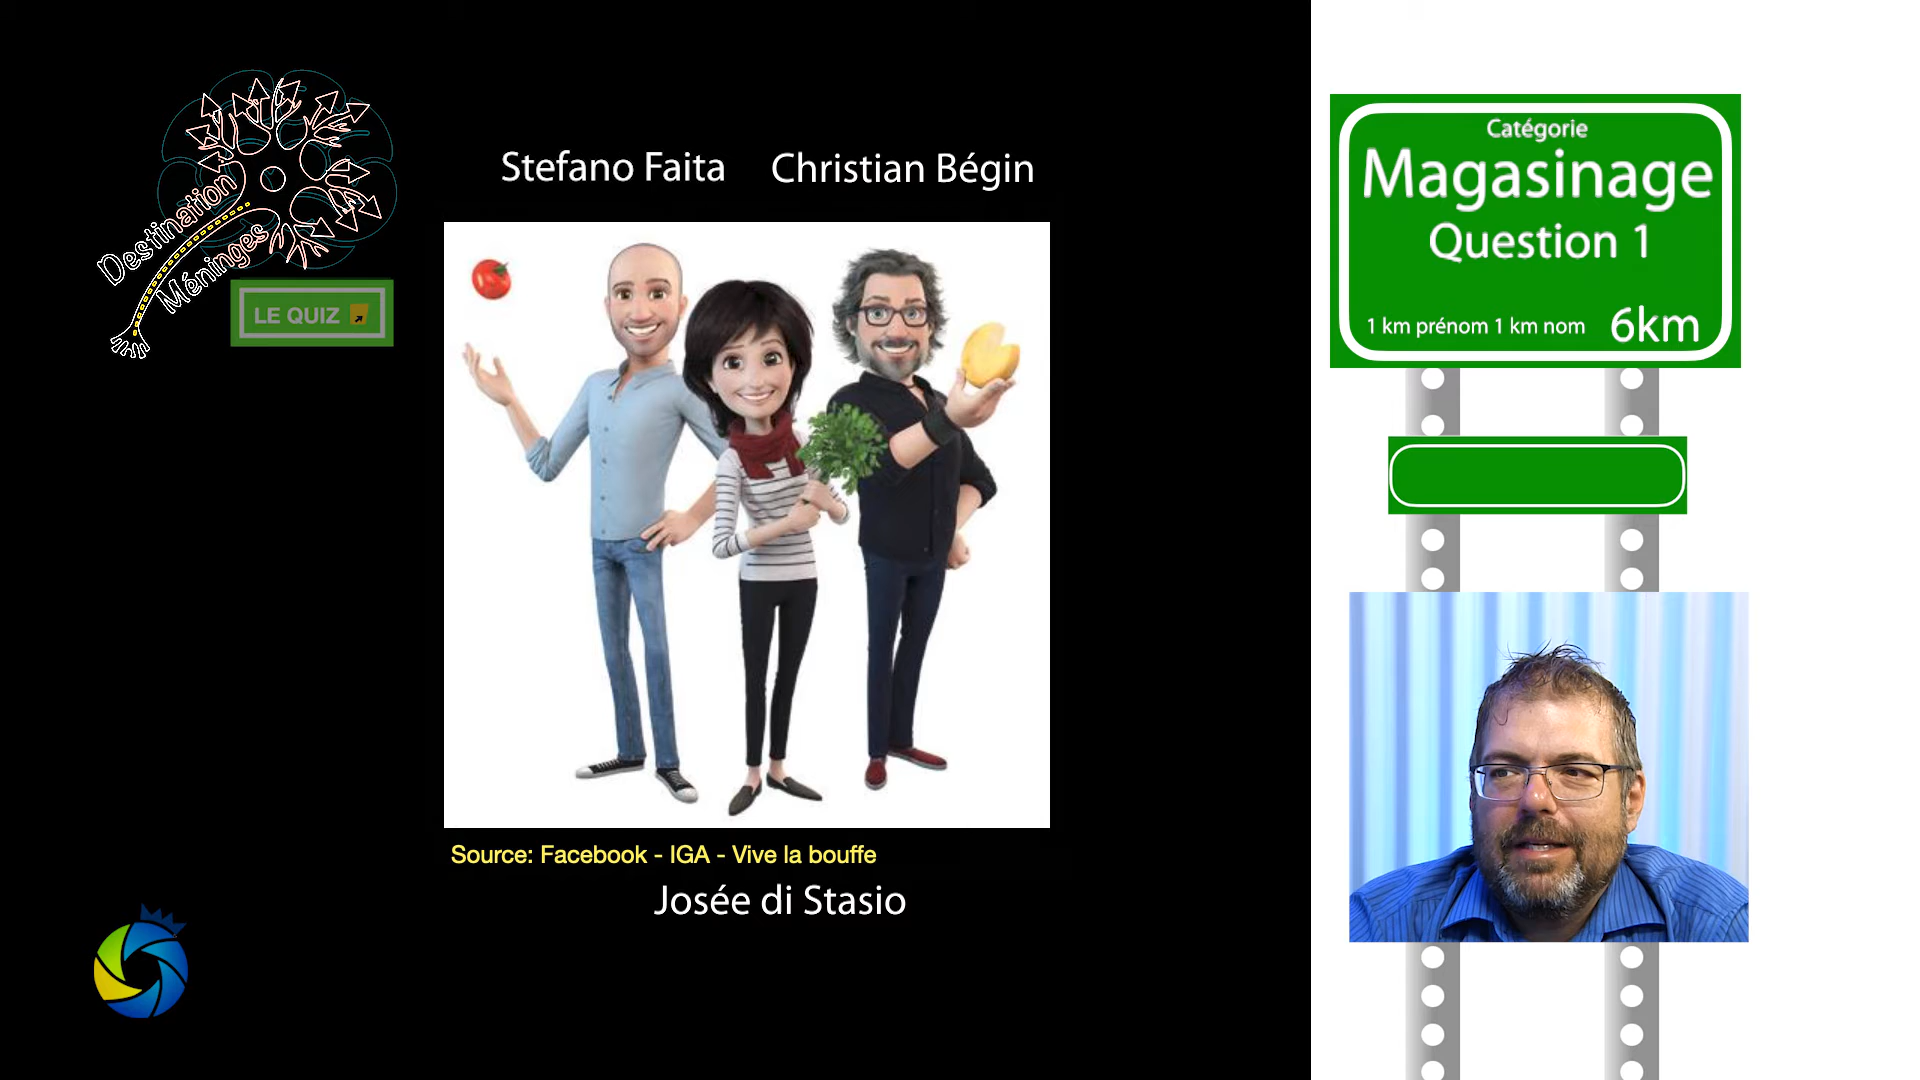 Destination
Méninges
LE QUIZ
Stefano Faita
Christian Bégin
Source: Facebook - IGA - Vive la bouffe
Josée di Stasio
Catégorie
Magasinage
Question 1
1 km prénom 1 km nom
6km